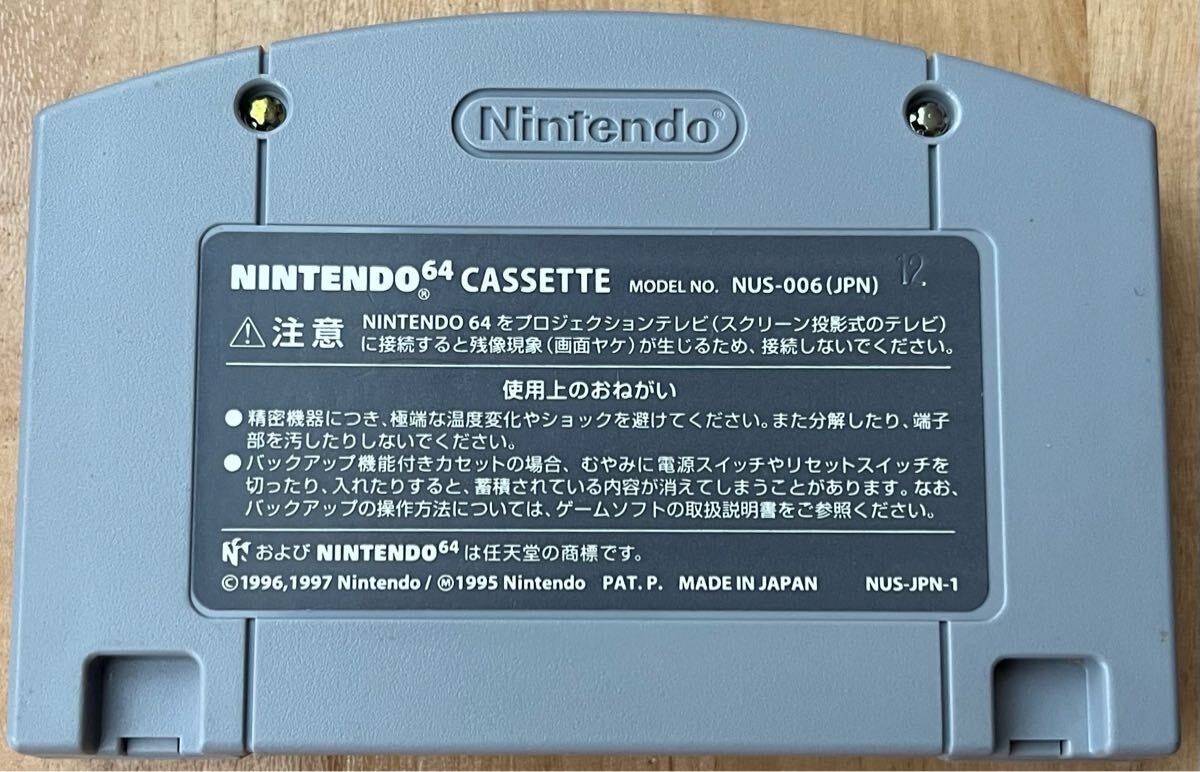 Nintendo®
NINTENDO64® CASSETTE MODEL NO. NUS-006(JPN) 12
注意 NINTENDO 64をプロジェクションテレビ(スクリーン投影式のテレビ)
に接続すると残像現象(画面ヤケ)が生じるため、接続しないでください。
使用上のおねがい
●精密機器につき、極端な温度変化やショックを避けてください。また分解したり、端子
部を汚したりしないでください。
●バックアップ機能付きカセットの場合、むやみに電源スイッチやリセットスイッチを
切ったり、入れたりすると、蓄積されている内容が消えてしまうことがあります。なお、
バックアップの操作方法については、ゲームソフトの取扱説明書をご参照ください。
および NINTENDO64 は任天堂の商標です。
©1996,1997 Nintendo/Ⓜ1995 Nintendo PAT.P. MADE IN JAPAN NUS-JPN-1